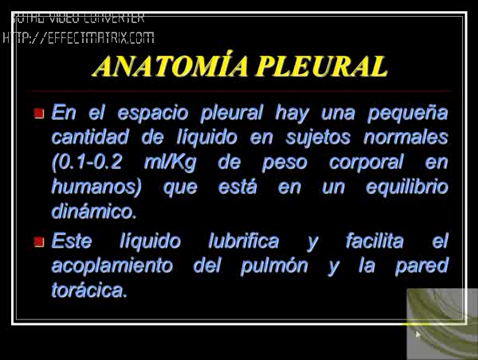 TOTAL VIDEO CONVERTER
HTTP://EFFECTMATRIX.COM
ANATOMÍA PLEURAL
En el espacio pleural hay una pequeña
cantidad de líquido en sujetos normales
(0.1-0.2 ml/Kg de peso corporal en
humanos) que está en un equilibrio
dinámico.
Este líquido lubrifica y facilita el
acoplamiento del pulmón y la pared
torácica.